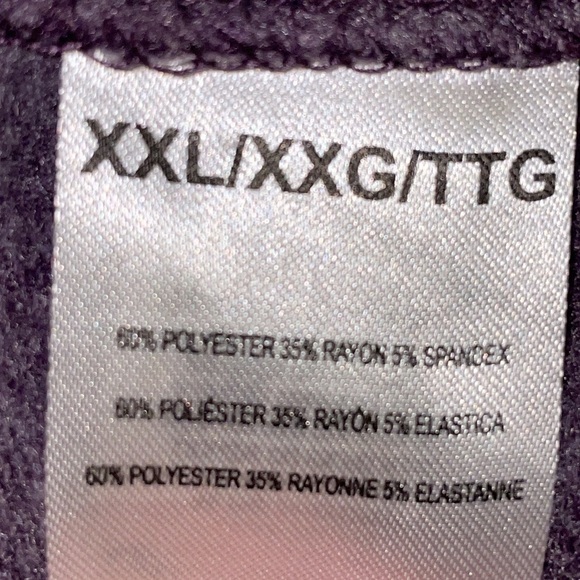 XXL/XXG/TTG
60% POLYESTER 35% RAYON 5% SPANDEX
60% POLIÉSTER 35% RAYÓN 5% ELASTICA
60% POLYESTER 35% RAYONNE 5% ELASTANNE